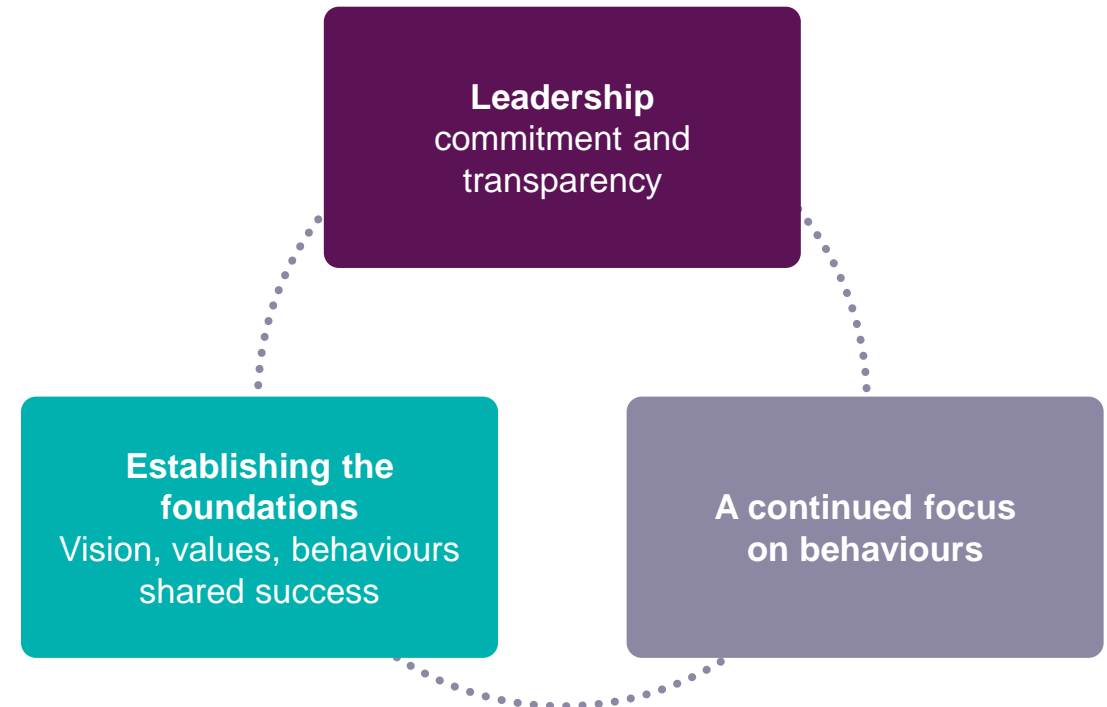 Leadership
commitment and
transparency
Establishing the
foundations
Vision, values, behaviours
shared success
A continued focus
on behaviours